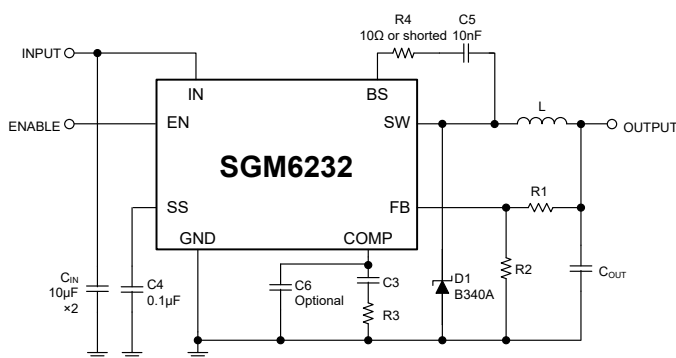 R4
10Ω or shorted
C5
10nF
INPUT
IN
BS
ENABLE
EN
SW
L
OUTPUT
SGM6232
R1
SS
FB
GND
COMP
CIN
10µF
×2
C4
0.1µF
C6
Optional
C3
R3
D1
B340A
R2
COUT